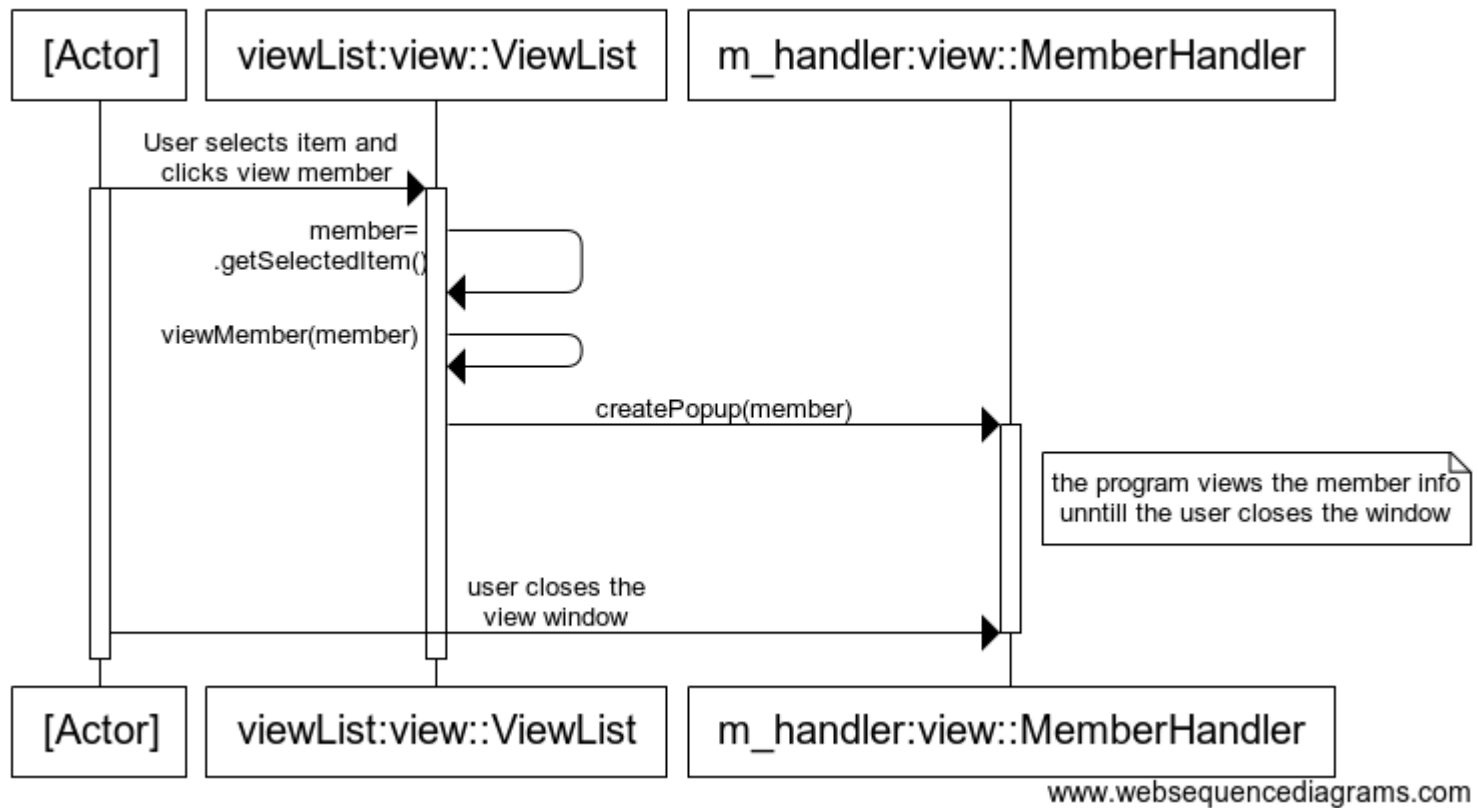 [Actor]
viewList:view::ViewList
m_handler:view::MemberHandler
User selects item and
clicks view member
member=
.getSelectedItem()
viewMember(member)
createPopup(member)
the program views the member info
unntill the user closes the window
user closes the
view window
[Actor]
viewList:view::ViewList
m_handler:view::MemberHandler
www.websequencediagrams.com